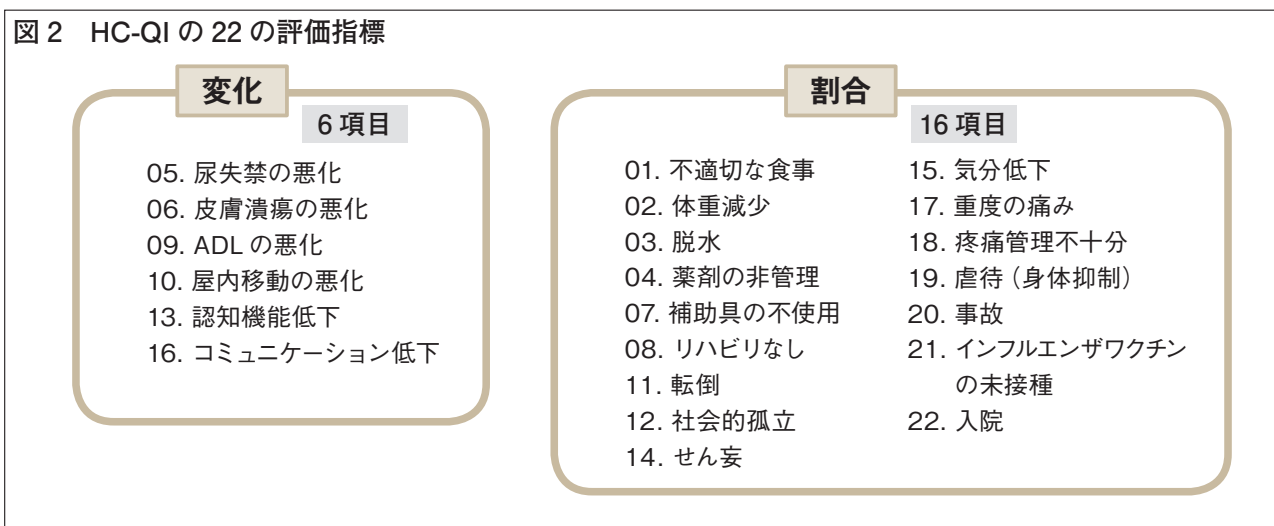 図 2 HC-QI の 22 の評価指標
変化
6 項目
05. 尿失禁の悪化
06. 皮膚潰瘍の悪化
09. ADL の悪化
10. 屋内移動の悪化
13. 認知機能低下
16. コミュニケーション低下
割合
16 項目
01. 不適切な食事
02. 体重減少
03. 脱水
04. 薬剤の非管理
07. 補助具の不使用
08. リハビリなし
11. 転倒
12. 社会的孤立
14. せん妄
15. 気分低下
17. 重度の痛み
18. 疼痛管理不十分
19. 虐待（身体抑制）
20. 事故
21. インフルエンザワクチン
の未接種
22. 入院